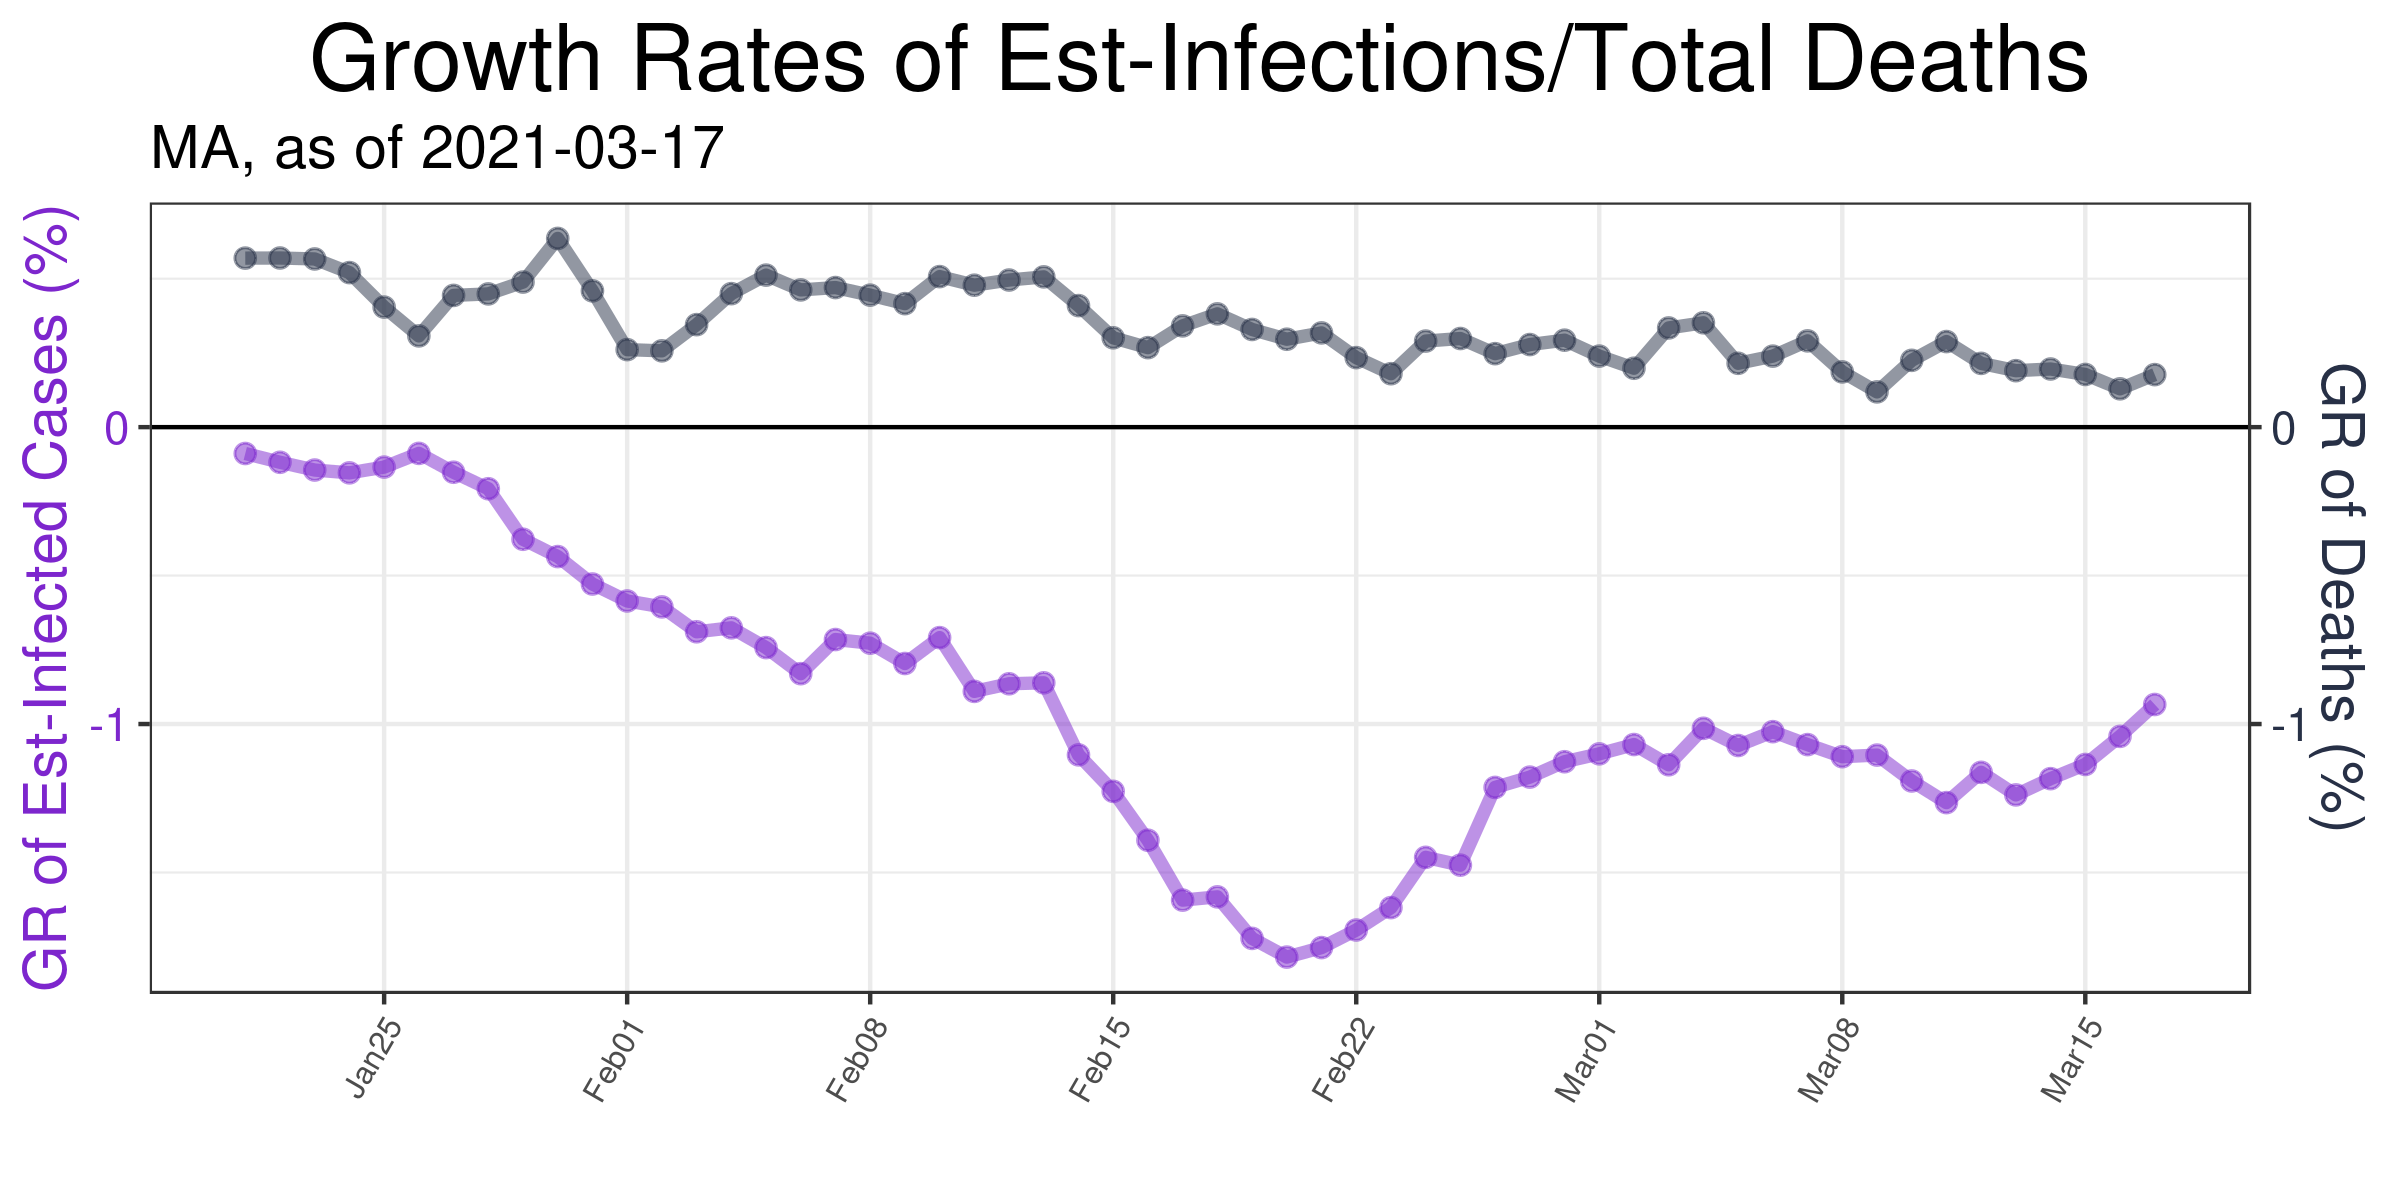 Growth Rates of Est-Infections/Total Deaths
MA, as of 2021-03-17
GR of Est-Infected Cases (%)
0
-1
0
-1
GR of Deaths (%)
Jan25
Feb01
Feb08
Feb15
Feb22
Mar01
Mar08
Mar15